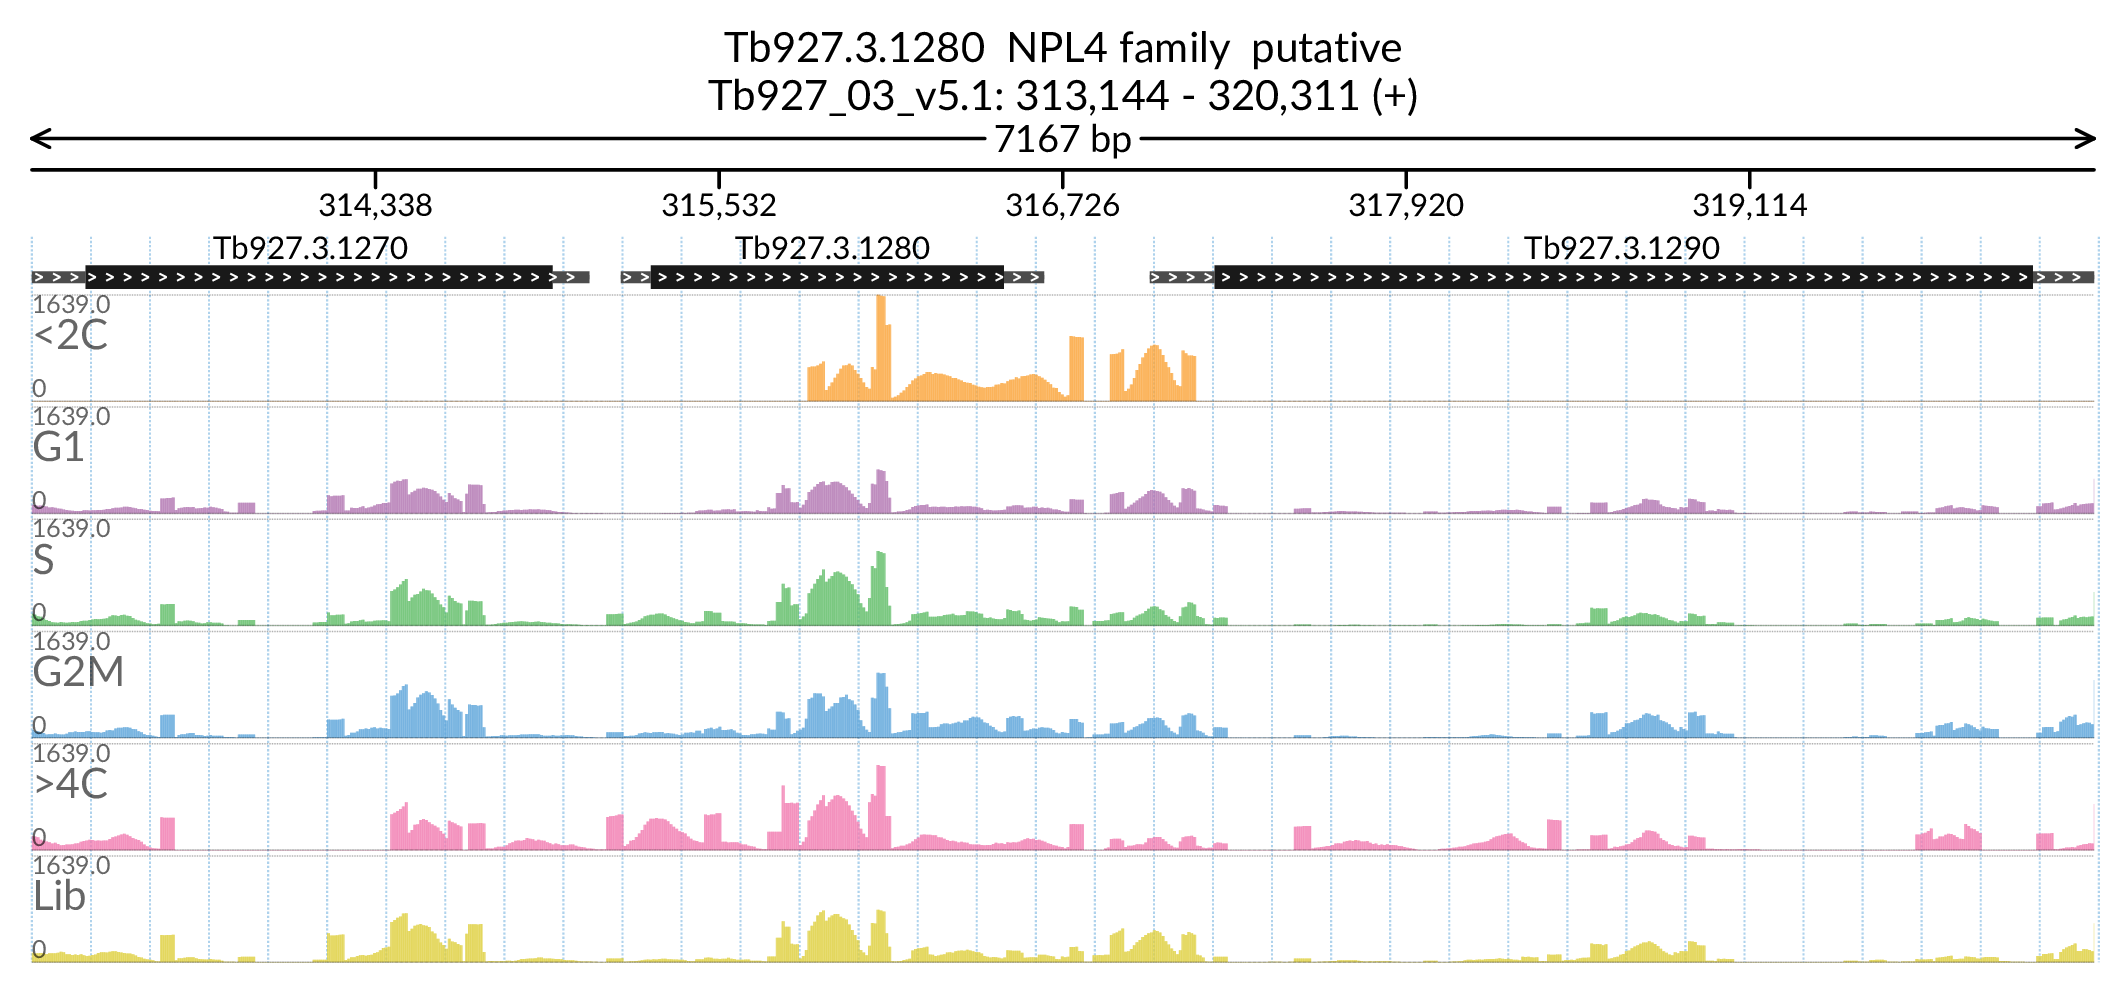 Tb927.3.1280  NPL4 family  putative
Tb927_03_v5.1: 313,144 - 320,311 (+)
7167 bp
314,338 315,532 316,726 317,920 319,114
Tb927.3.1270 Tb927.3.1280 Tb927.3.1290
1639.0
<2C
0
1639.0
G1
0
1639.0
S
0
1639.0
G2M
0
1639.0
>4C
0
1639.0
Lib
0